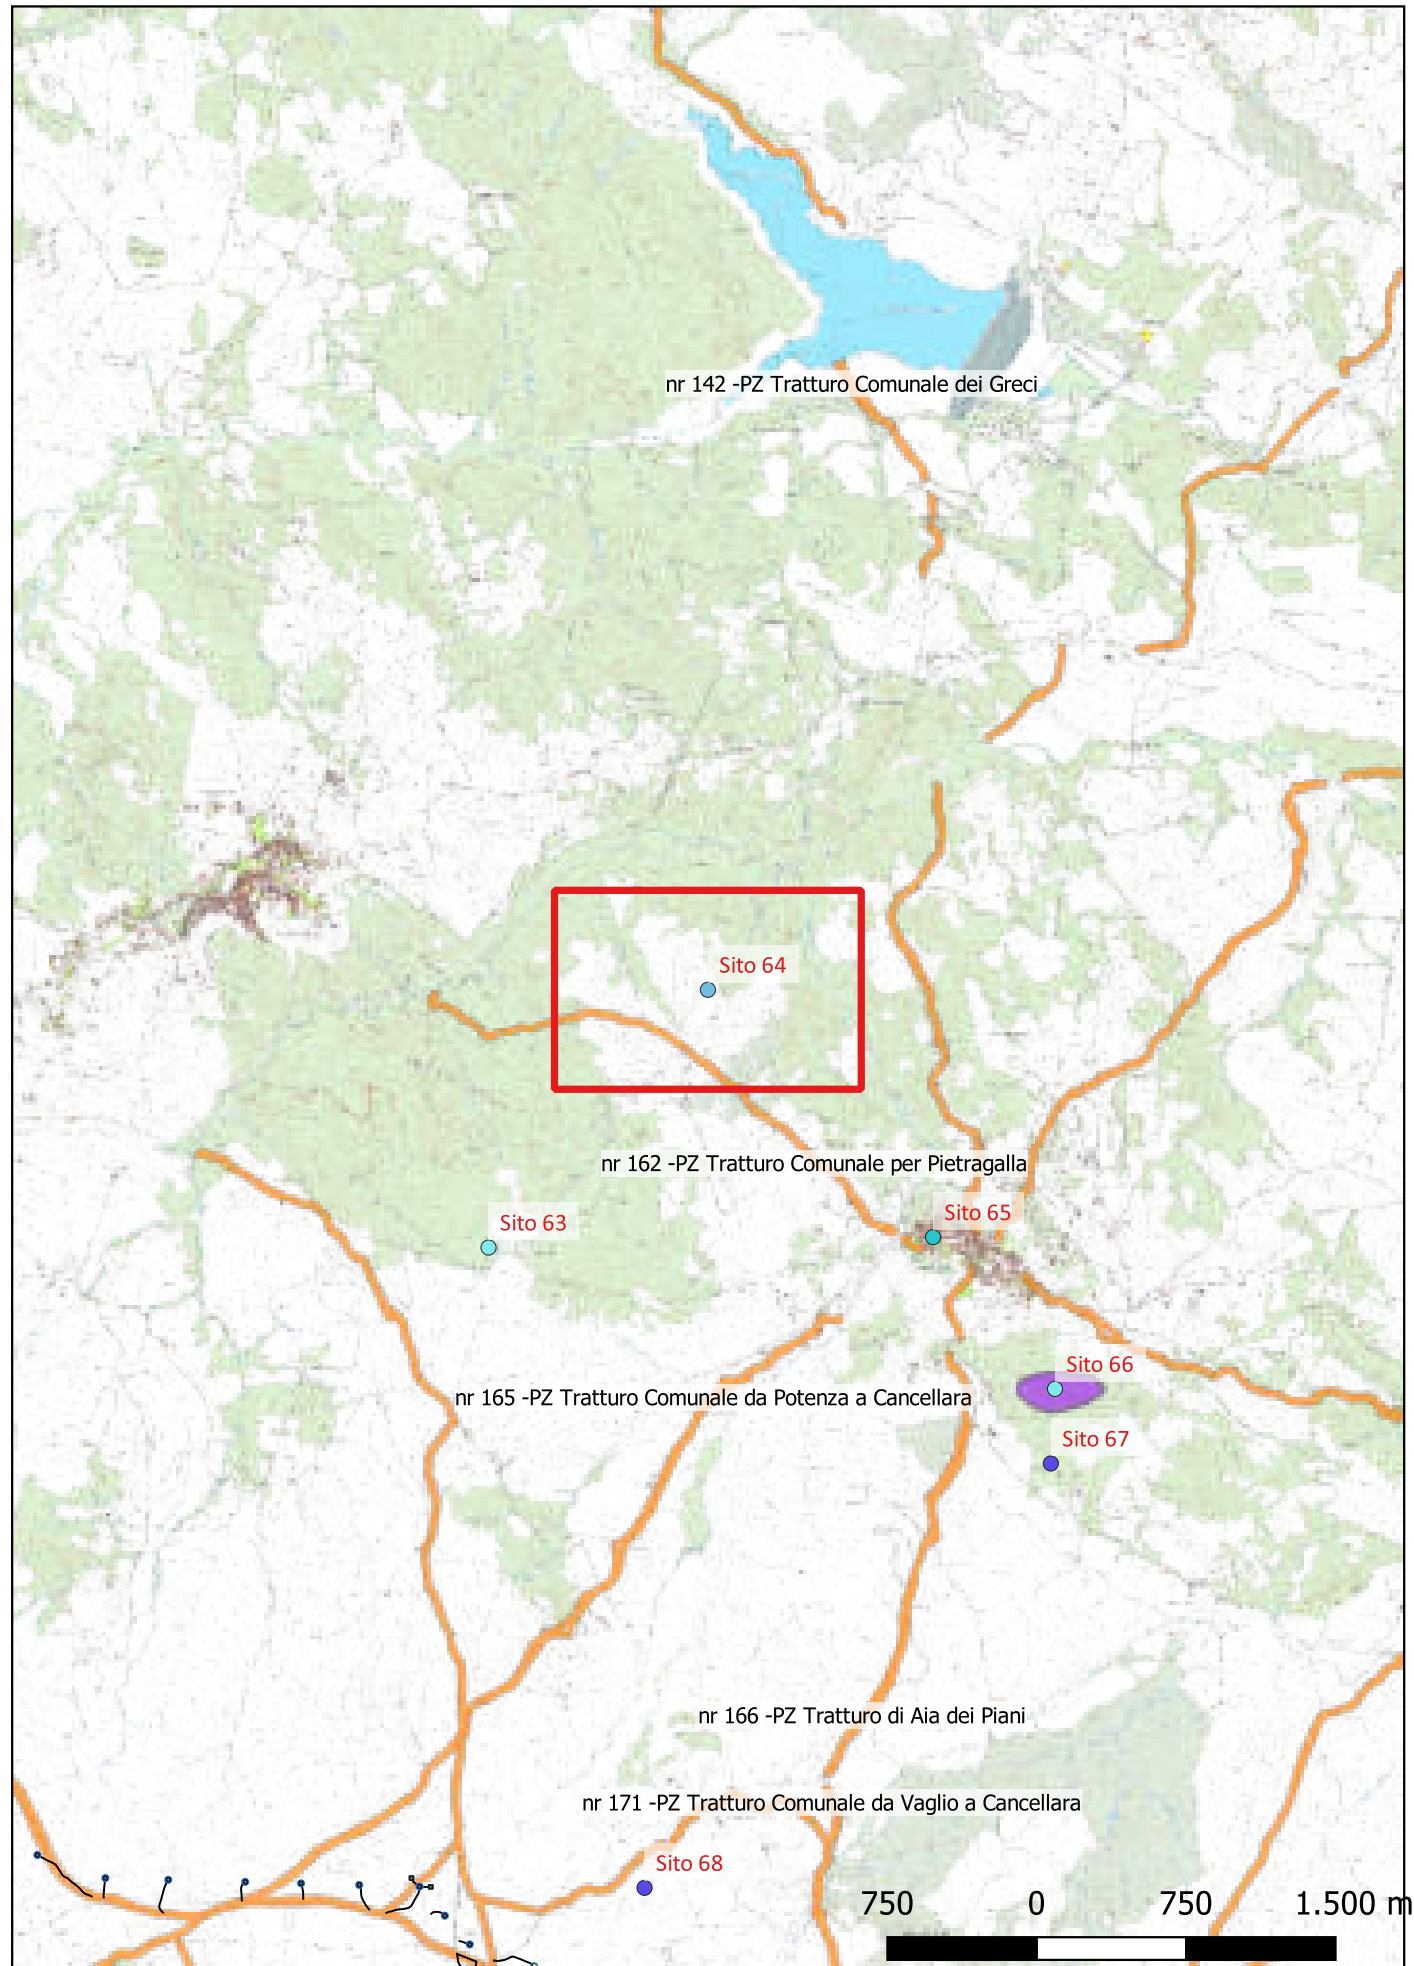 nr 142 -PZ Tratturo Comunale dei Greci
Sito 64
nr 162 -PZ Tratturo Comunale per Pietragalla
Sito 65
Sito 63
Sito 66
nr 165 -PZ Tratturo Comunale da Potenza a Cancellara
Sito 67
nr 166 -PZ Tratturo di Aia dei Piani
nr 171 -PZ Tratturo Comunale da Vaglio a Cancellara
Sito 68
750 0 750 1.500 m